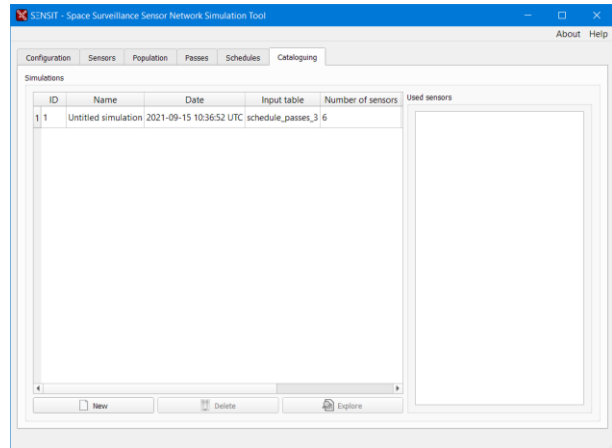 SENSIT - Space Surveillance Sensor Network Simulation Tool
About Help
Configuration Sensors Population Passes Schedules Cataloguing
Simulations
Used sensors
ID Name Date Input table Number of sensors
1 1 Untitled simulation 2021-09-15 10:36:52 UTC schedule_passes_3 6
New Delete Explore